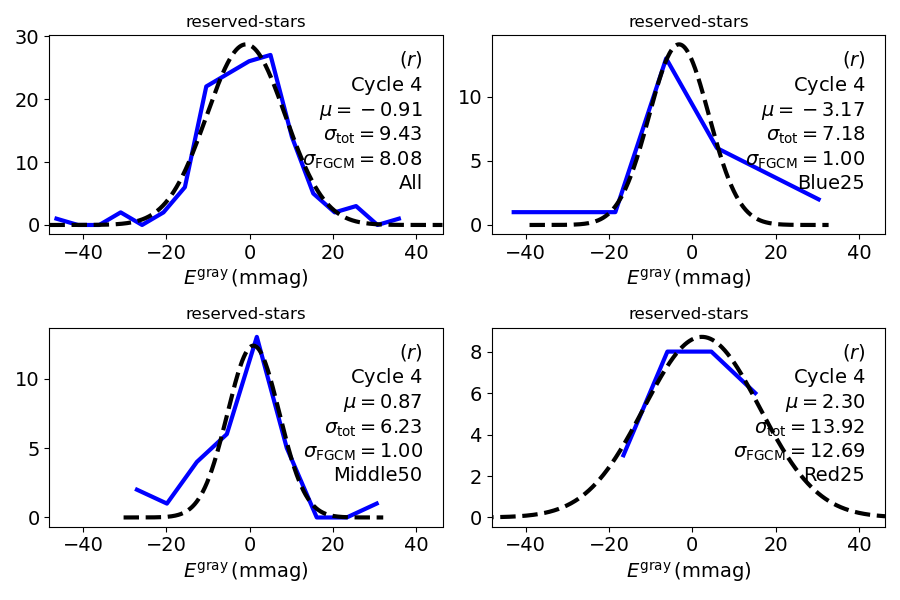 reserved-stars
30
20
10
0
(r)
Cycle 4
μ = −0.91
σtot = 9.43
σFGCM = 8.08
All
−40 −20 0 20 40
Egray (mmag)
reserved-stars
10
5
0
(r)
Cycle 4
μ = −3.17
σtot = 7.18
σFGCM = 1.00
Blue25
−40 −20 0 20 40
Egray (mmag)
reserved-stars
10
5
0
(r)
Cycle 4
μ = 0.87
σtot = 6.23
σFGCM = 1.00
Middle50
−40 −20 0 20 40
Egray (mmag)
reserved-stars
8
6
4
2
0
(r)
Cycle 4
μ = 2.30
σtot = 13.92
σFGCM = 12.69
Red25
−40 −20 0 20 40
Egray (mmag)